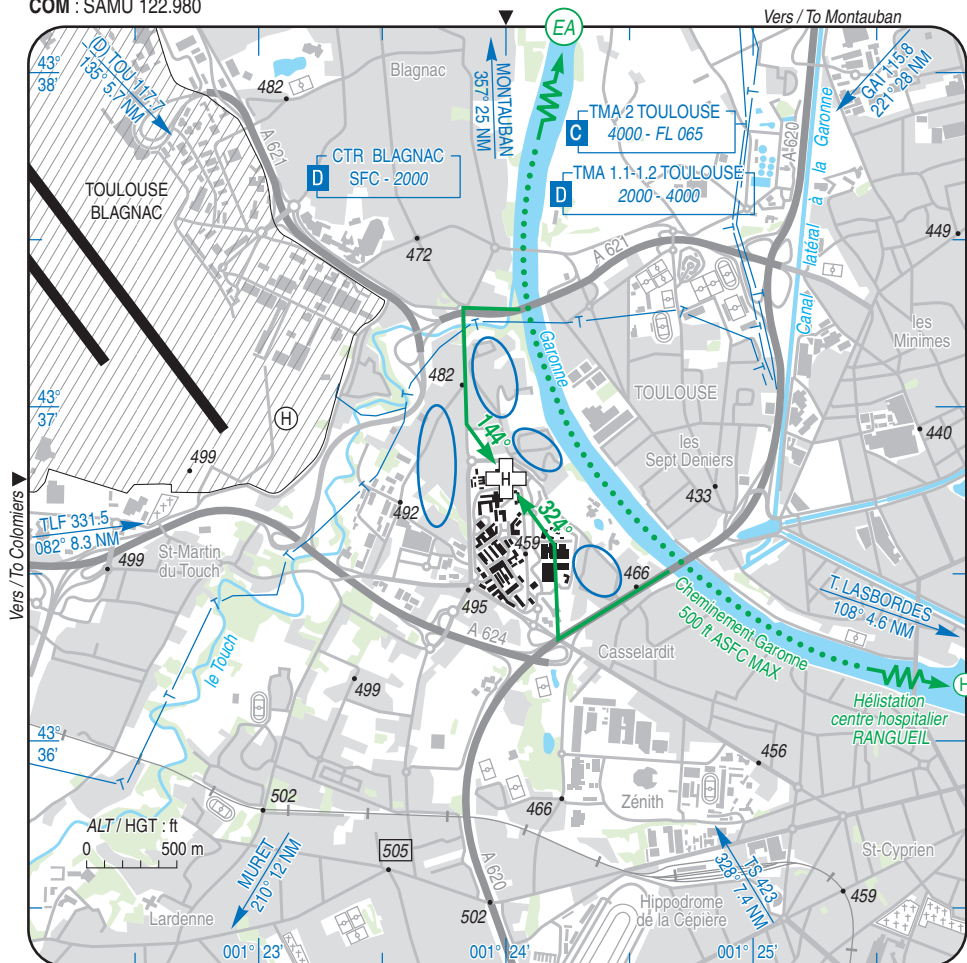 COM : SAMU 122.980
Vers / To Montauban
EA
43°
38'
(D) TOU 117.7
135° 5.7 NM
482
Blagnac
MONTAUBAN
357° 25 NM
GAI 115.8
221° 28 NM
A 621
TMA 2 TOULOUSE
C
4000 - FL 065
A 620
CTR BLAGNAC
D
SFC - 2000
TMA 1.1-1.2 TOULOUSE
D
2000 - 4000
TOULOUSE
BLAGNAC
Canal latéral à la Garonne
449
472
A 621
T
T
T
T
T
T
les
Minimes
Garonne
482
TOULOUSE
43°
37'
T
H
144°
440
les
Sept Deniers
499
H
433
Vers / To Colomiers
TLF 331.5
082° 8.3 NM
492
324°
459
499
St-Martin
du Touch
T
466
T. LASBORDES
108° 4.6 NM
495
T
Cheminement Garonne
500 ft ASFC MAX
A 624
Casselardit
le Touch
499
H
T
Hélistation
centre hospitalier
RANGUEIL
43°
36'
456
T
502
466
Zénith
ALT / HGT : ft
0 500 m
505
St-Cyprien
MURET
210° 12 NM
A 620
TS 423
328° 7.4 NM
459
Lardenne
502
Hippodrome
de la Cépière
001° 23'
001° 24'
001° 25'